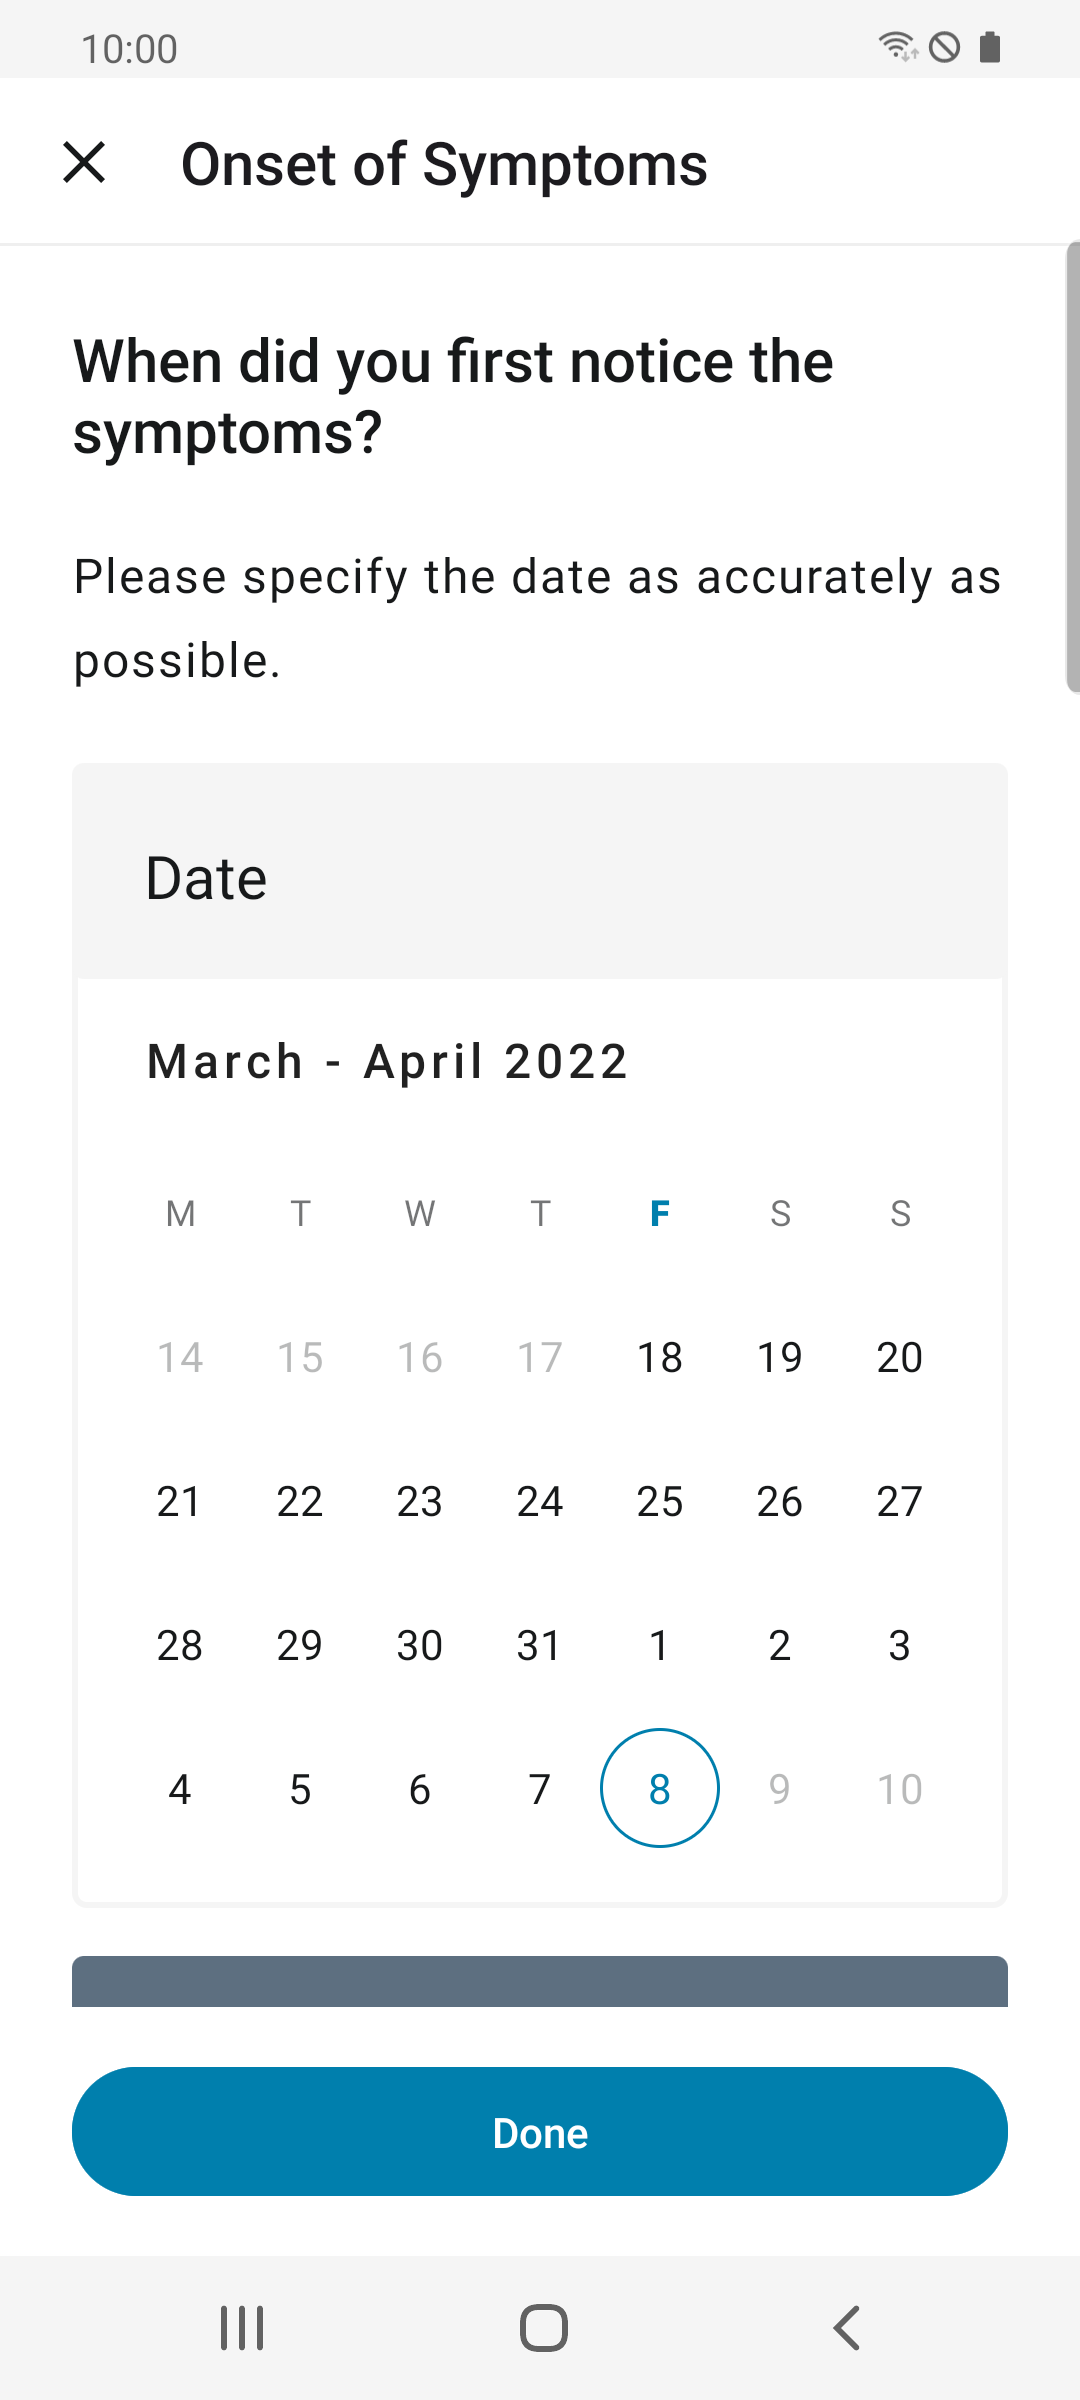 10:00
Onset of Symptoms
When did you first notice the
symptoms?
Please specify the date as accurately as
possible.
Date
March - April 2022
M T W T F S S
14 15 16 17 18 19 20
21 22 23 24 25 26 27
28 29 30 31 1 2 3
4 5 6 7 8 9 10
Done